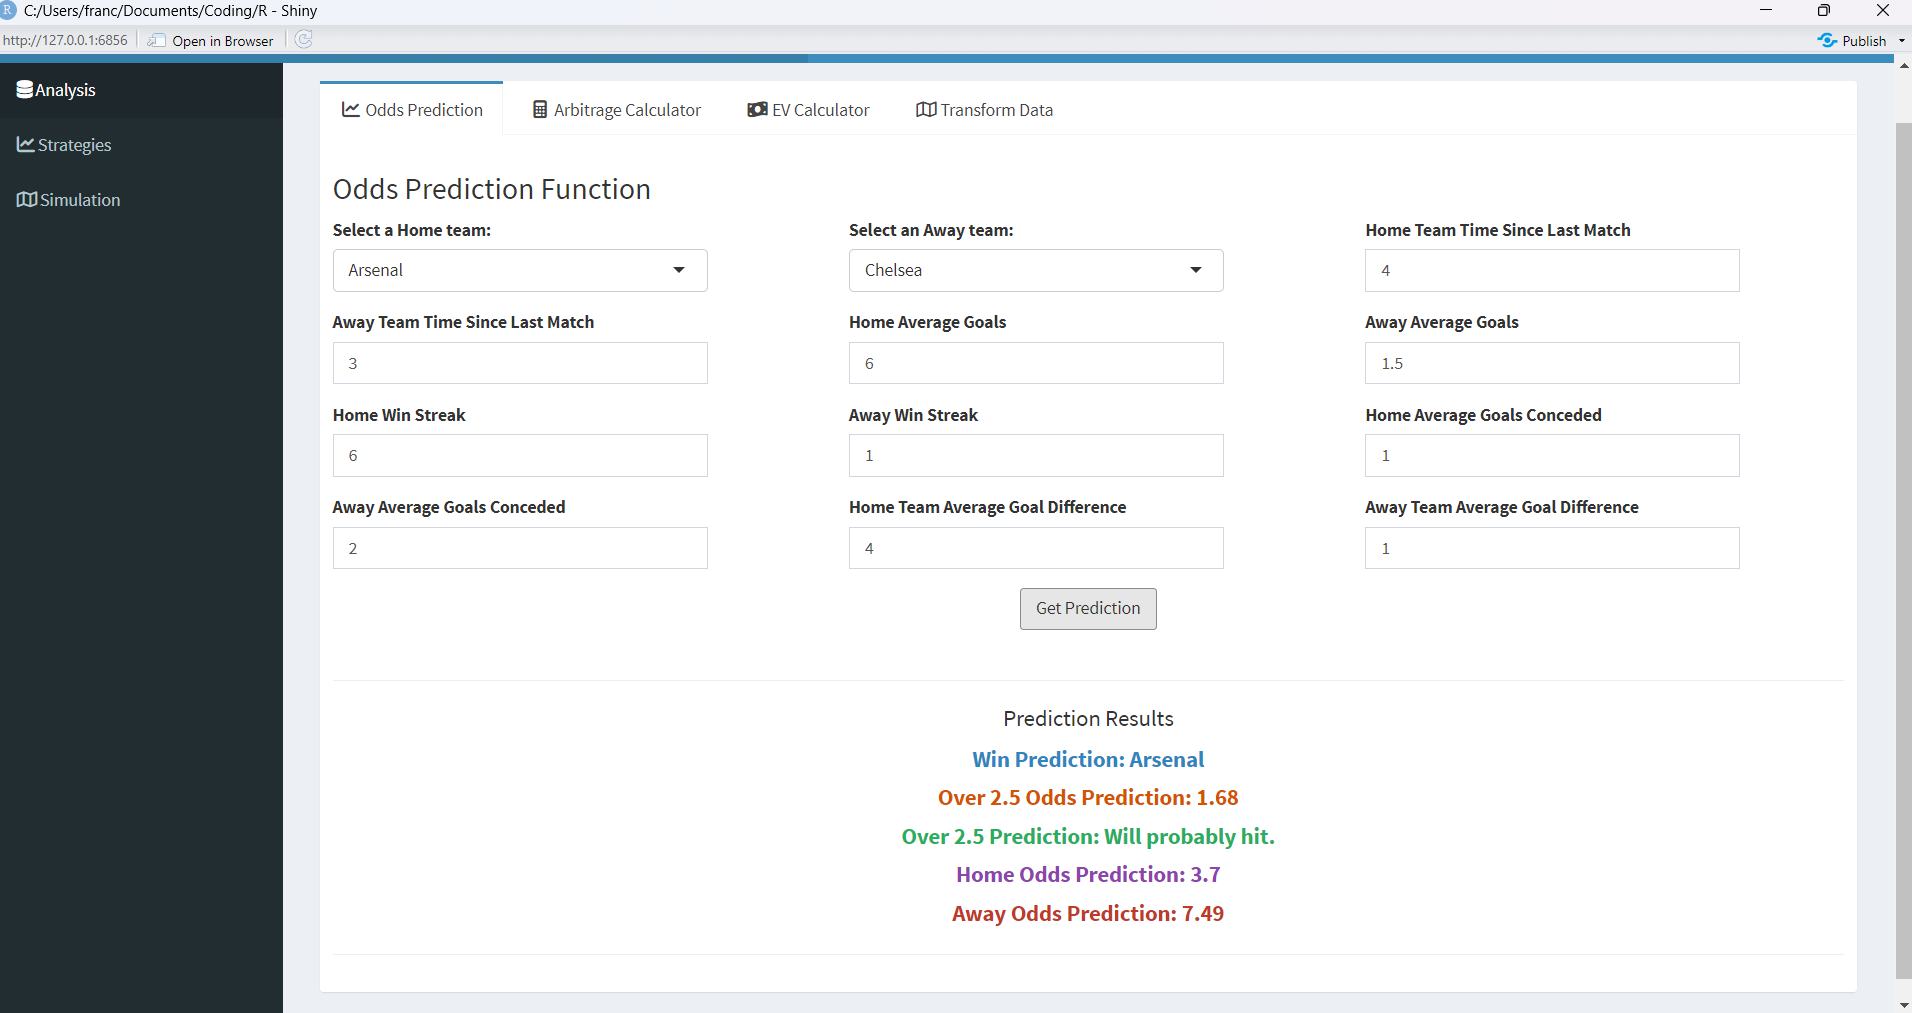 R C:/Users/franc/Documents/Coding/R - Shiny
http://127.0.0.1:6856 Open in Browser Publish
Analysis
Strategies
Simulation
Odds Prediction Arbitrage Calculator EV Calculator Transform Data
Odds Prediction Function
Select a Home team: Select an Away team: Home Team Time Since Last Match
Arsenal Chelsea 4
Away Team Time Since Last Match Home Average Goals Away Average Goals
3 6 1.5
Home Win Streak Away Win Streak Home Average Goals Conceded
6 1 1
Away Average Goals Conceded Home Team Average Goal Difference Away Team Average Goal Difference
2 4 1
Get Prediction
Prediction Results
Win Prediction: Arsenal
Over 2.5 Odds Prediction: 1.68
Over 2.5 Prediction: Will probably hit.
Home Odds Prediction: 3.7
Away Odds Prediction: 7.49